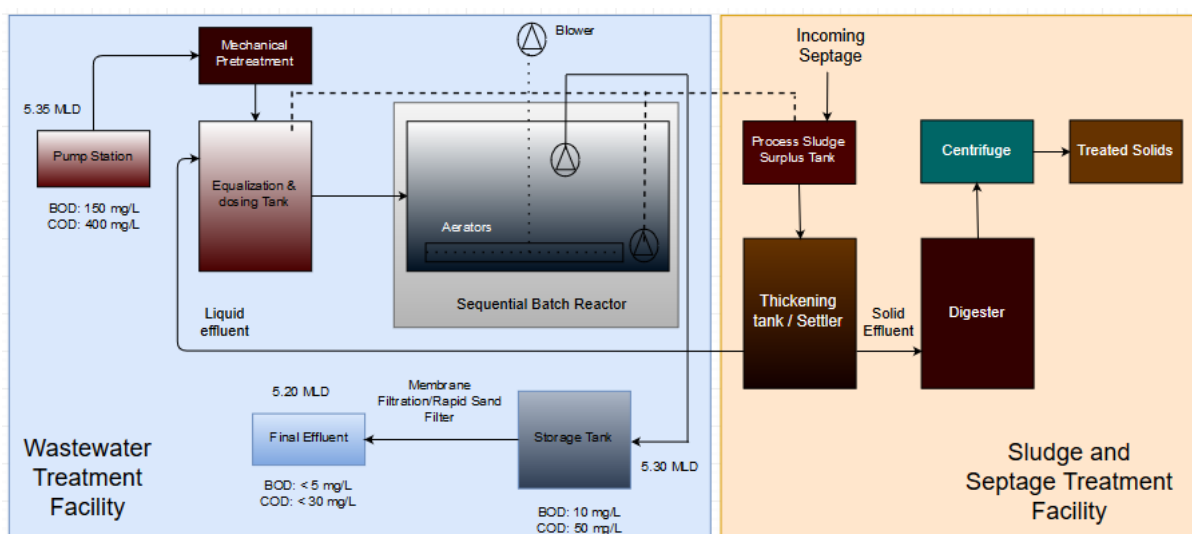 Blower
Mechanical
Pretreatment
5.35 MLD
Pump Station
BOD: 150 mg/L
COD: 400 mg/L
Equalization &
dosing Tank
Aerators
Sequential Batch Reactor
Liquid
effluent
5.20 MLD
Final Effluent
BOD: < 5 mg/L
COD: < 30 mg/L
Membrane
Filtration/Rapid Sand
Filter
Storage Tank
5.30 MLD
BOD: 10 mg/L
COD: 50 mg/L
Wastewater
Treatment
Facility
Incoming
Septage
Process Sludge
Surplus Tank
Centrifuge
Treated Solids
Thickening
tank / Settler
Solid
Effluent
Digester
Sludge and
Septage Treatment
Facility